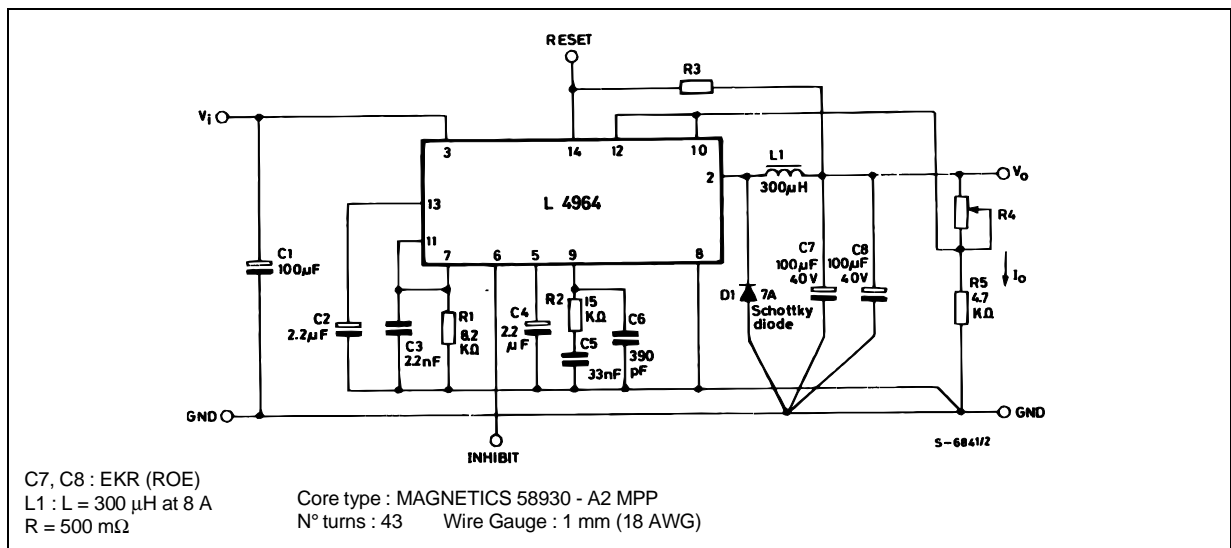 RESET
R3
Vi
3
14
12
10
2
L1
300μH
Vo
L 4964
R4
13
11
7
6
5
9
8
C1
100μF
C7
100μF
40V
C8
100μF
40V
Io
R2
15
KΩ
D1
7A
Schottky
diode
R5
4.7
KΩ
C2
2.2μF
C3
2.2nF
R1
8.2
KΩ
C4
2.2
μF
C5
33nF
C6
390
pF
GND
GND
INHIBIT
S-6841/2
C7, C8 : EKR (ROE)
L1 : L = 300 μH at 8 A
R = 500 mΩ
Core type : MAGNETICS 58930 - A2 MPP
N° turns : 43 Wire Gauge : 1 mm (18 AWG)